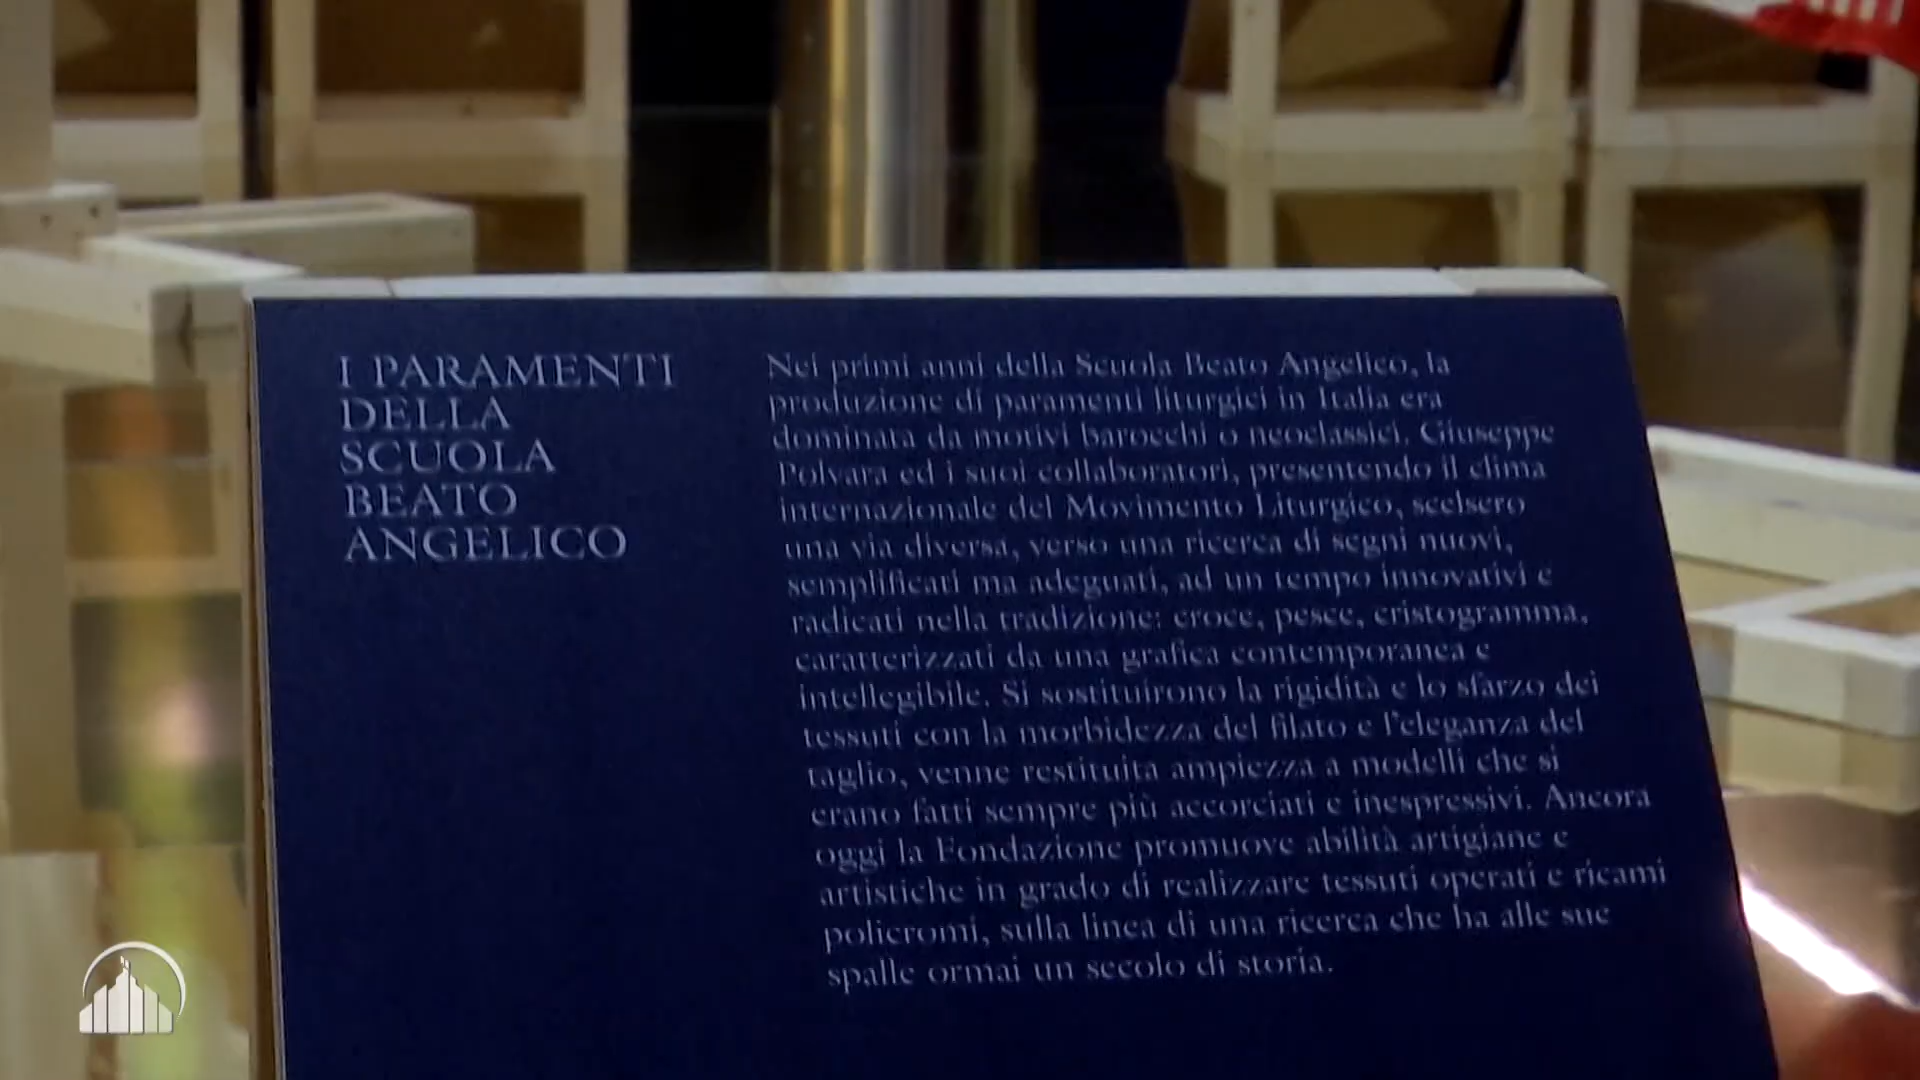 I PARAMENTI
DELLA
SCUOLA
BEATO
ANGELICO
Nei primi anni della Scuola Beato Angelico, la
produzione di paramenti liturgici in Italia era
dominata da motivi barocchi o neoclassici. Giuseppe
Polvara ed i suoi collaboratori, presentendo il clima
internazionale del Movimento Liturgico, scelsero
una via diversa, verso una ricerca di segni nuovi,
semplificati ma adeguati, ad un tempo innovativi e
radicati nella tradizione: croce, pesce, cristogramma,
caratterizzati da una grafica contemporanea e
intellegibile. Si sostituirono la rigidità e lo sfarzo dei
tessuti con la morbidezza del filato e l'eleganza del
taglio, venne restituita ampiezza a modelli che si
erano fatti sempre più accorciati e inespressivi. Ancora
oggi la Fondazione promuove abilità artigiane e
artistiche in grado di realizzare tessuti operati e ricami
policromi, sulla linea di una ricerca che ha alle sue
spalle ormai un secolo di storia.